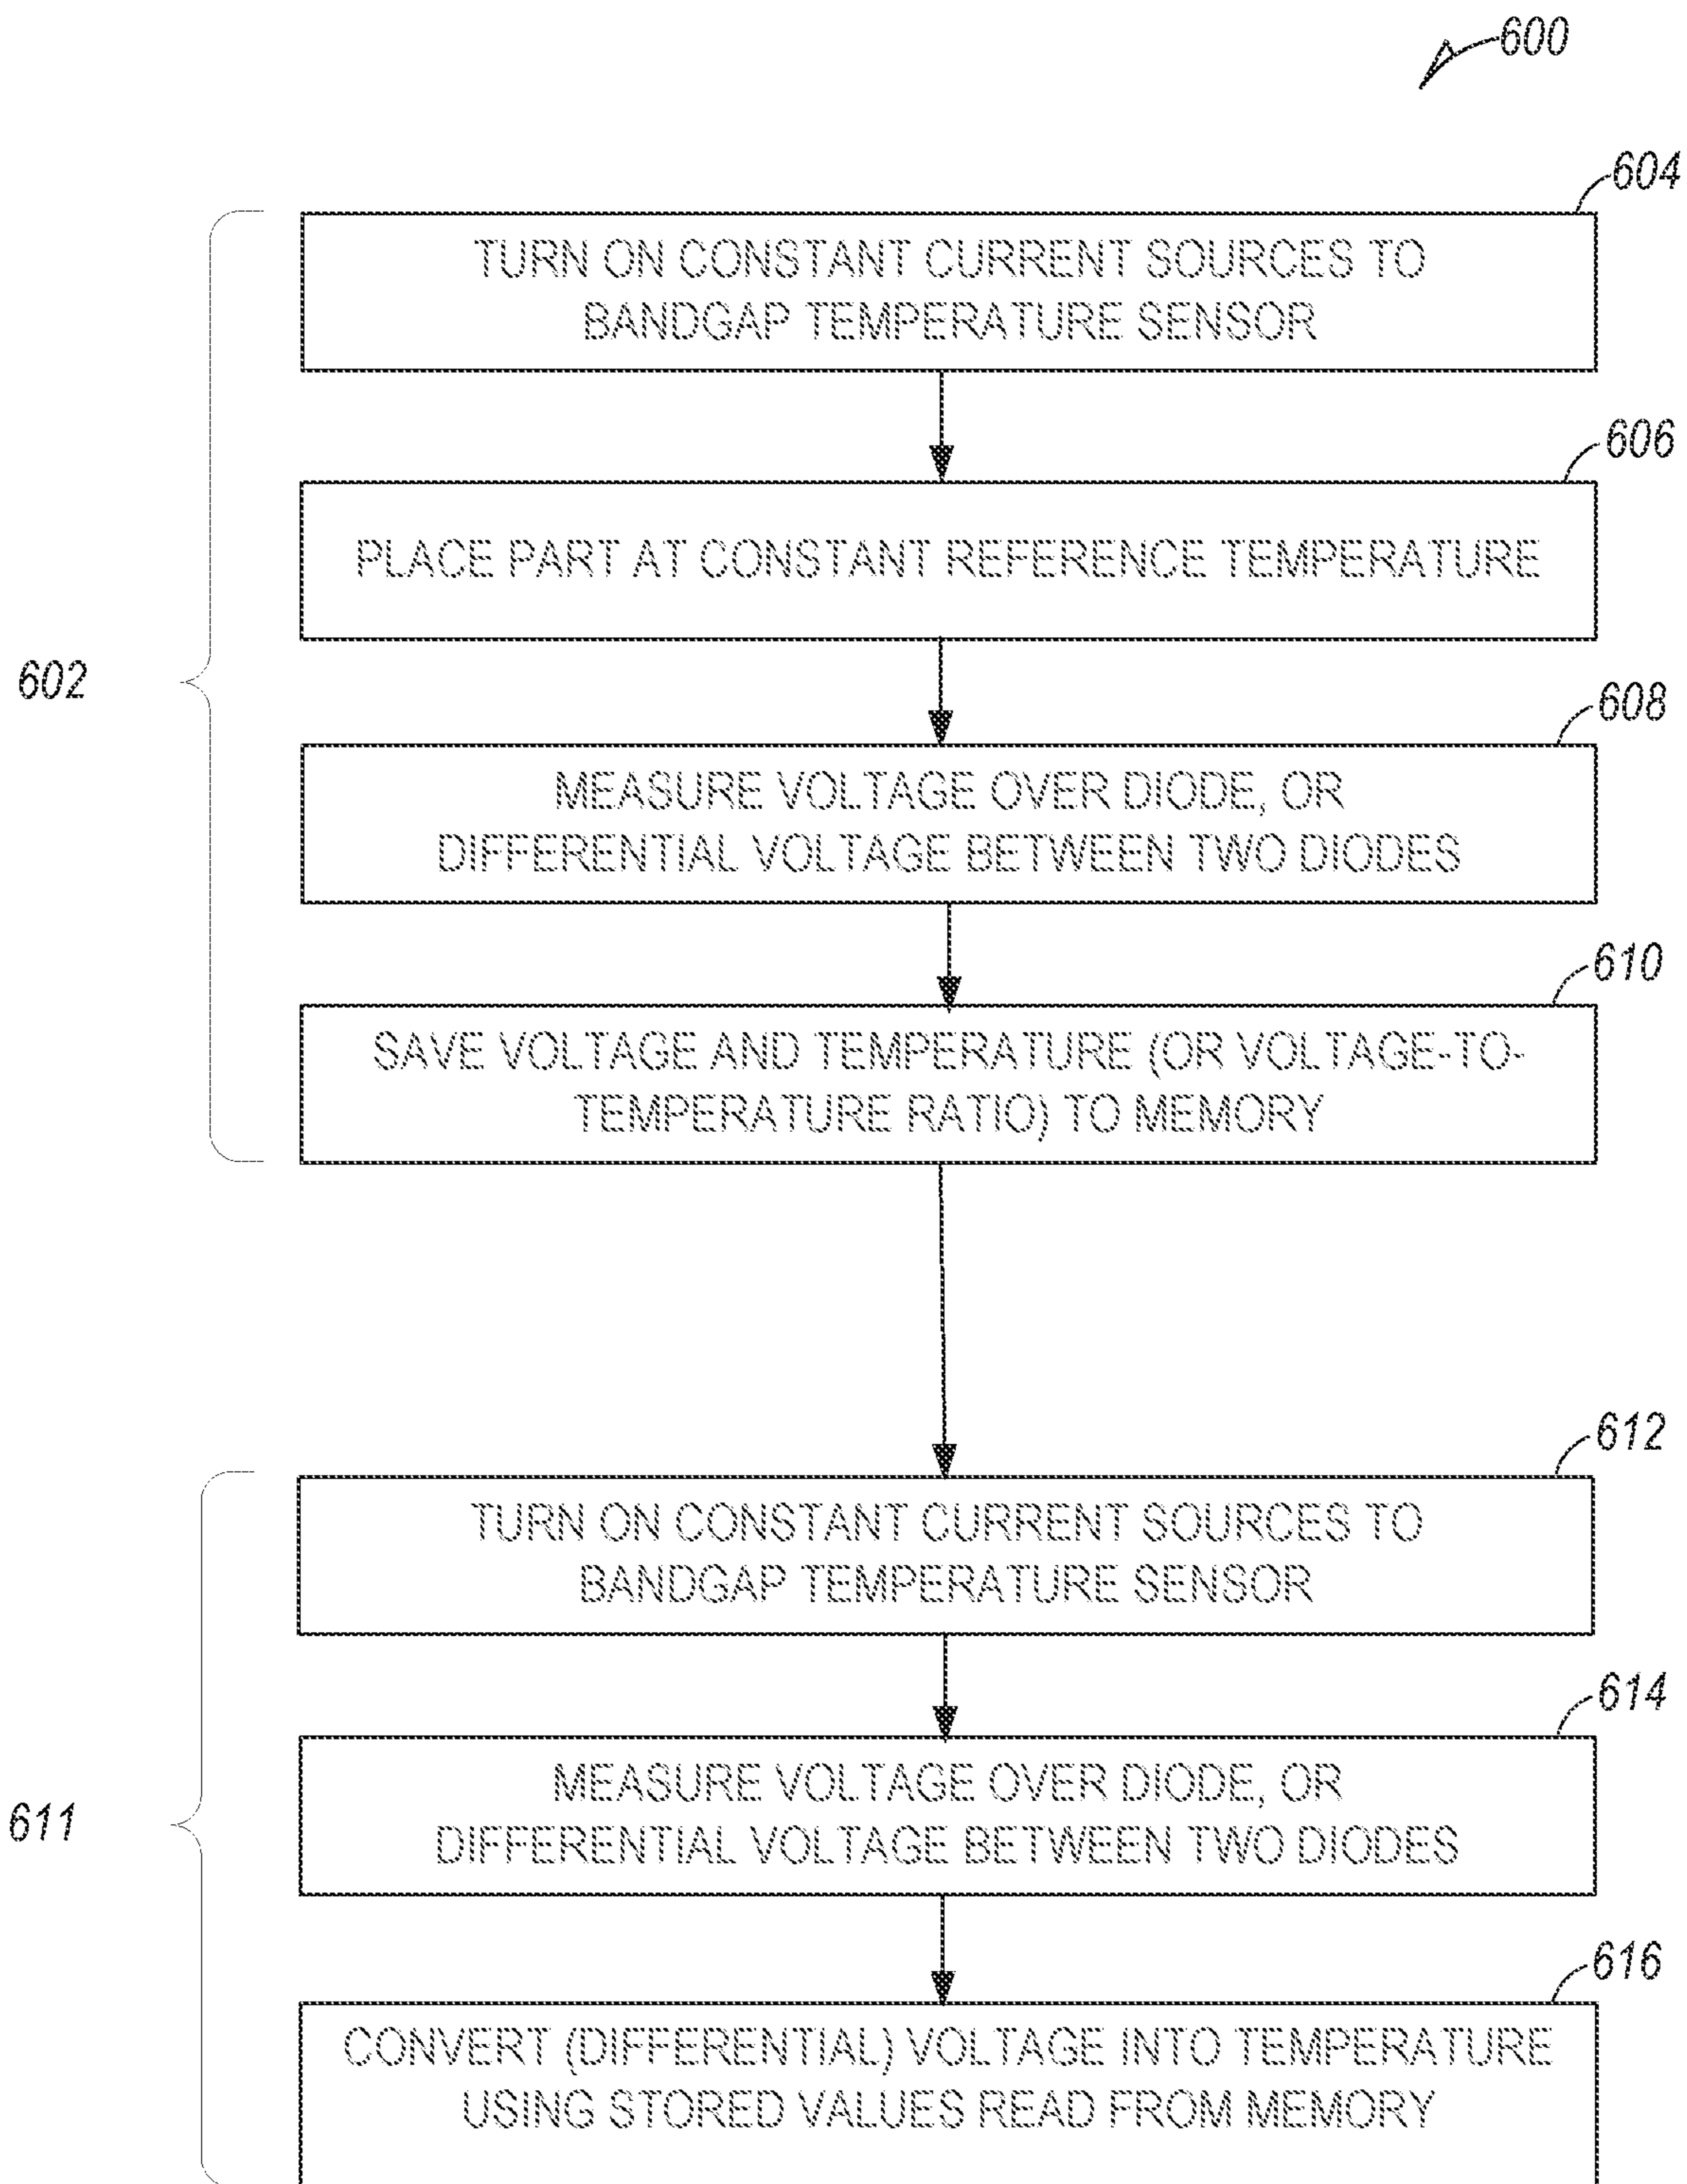 600
604
TURN ON CONSTANT CURRENT SOURCES TO
BANDGAP TEMPERATURE SENSOR
606
PLACE PART AT CONSTANT REFERENCE TEMPERATURE
602
608
MEASURE VOLTAGE OVER DIODE, OR
DIFFERENTIAL VOLTAGE BETWEEN TWO DIODES
610
SAVE VOLTAGE AND TEMPERATURE (OR VOLTAGE-TO-
TEMPERATURE RATIO) TO MEMORY
612
TURN ON CONSTANT CURRENT SOURCES TO
BANDGAP TEMPERATURE SENSOR
614
MEASURE VOLTAGE OVER DIODE, OR
DIFFERENTIAL VOLTAGE BETWEEN TWO DIODES
611
616
CONVERT (DIFFERENTIAL) VOLTAGE INTO TEMPERATURE
USING STORED VALUES READ FROM MEMORY